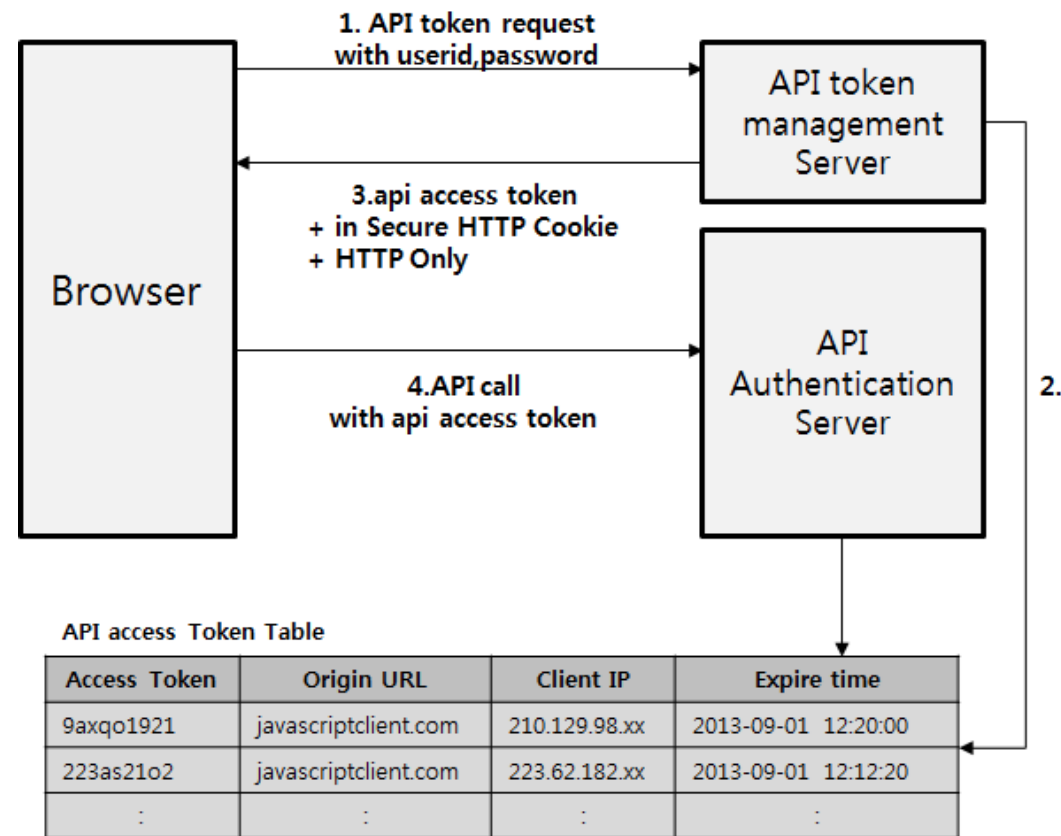 1. API token request
with userid,password
API token
management
Server
3.api access token
+ in Secure HTTP Cookie
+ HTTP Only
Browser
API
Authentication
Server
4.API call
with api access token
2.
API access Token Table
Access Token Origin URL Client IP Expire time
9axqo1921 javascriptclient.com 210.129.98.xx 2013-09-01 12:20:00
223as21o2 javascriptclient.com 223.62.182.xx 2013-09-01 12:12:20
: : : :